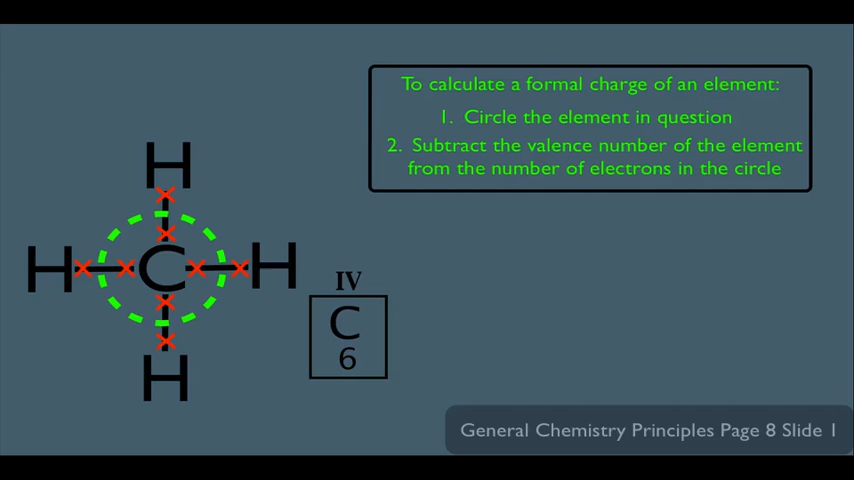 To calculate a formal charge of an element:
1. Circle the element in question
2. Subtract the valence number of the element
from the number of electrons in the circle
H
H C H
H
IV
C
6
General Chemistry Principles Page 8 Slide 1